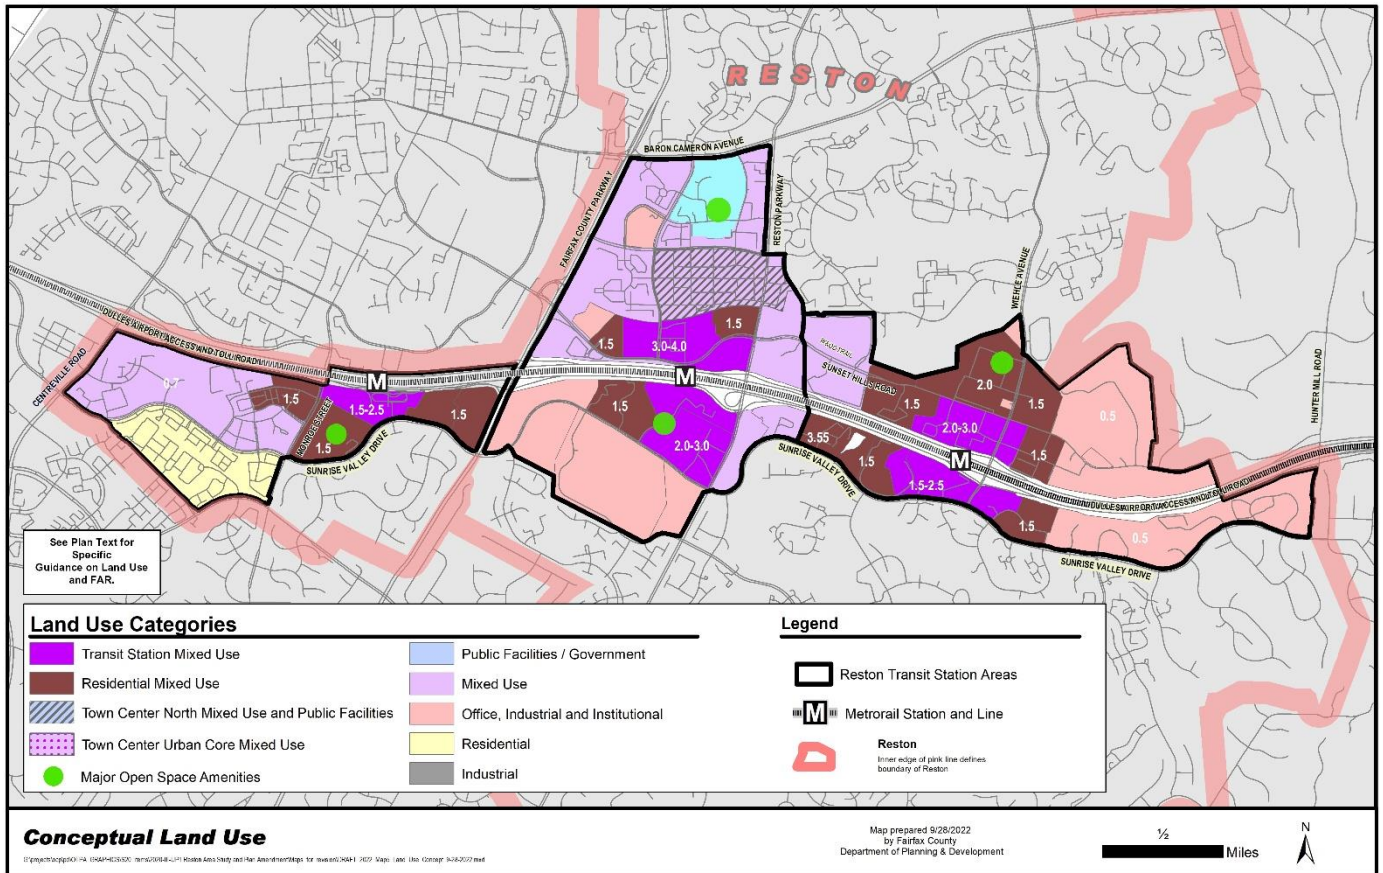 RESTON
BARON CAMERON AVENUE
FAIRFAX COUNTY PARKWAY
RESTON PARKWAY
WIEHLE AVENUE
HUNTER MILL ROAD
CENTREVILLE ROAD
DULLES AIRPORT ACCESS AND TOLL ROAD
M
MONROE STREET
SUNRISE VALLEY DRIVE
0.7
1.5
1.5-2.5
1.5
1.5
1.5
3.0-4.0
1.5
M
1.5
2.0-3.0
W&OD TRAIL
SUNSET HILLS ROAD
2.0
1.5
1.5
2.0-3.0
0.5
3.55
1.5
1.5
M
SUNRISE VALLEY DRIVE
1.5-2.5
DULLES AIRPORT ACCESS AND TOLL ROAD
1.5
0.5
SUNRISE VALLEY DRIVE
See Plan Text for
Specific
Guidance on Land Use
and FAR.
Land Use Categories
Transit Station Mixed Use
Residential Mixed Use
Town Center North Mixed Use and Public Facilities
Town Center Urban Core Mixed Use
Major Open Space Amenities
Public Facilities / Government
Mixed Use
Office, Industrial and Institutional
Residential
Industrial
Legend
Reston Transit Station Areas
M Metrorail Station and Line
Reston
Inner edge of pink line defines
boundary of Reston
Conceptual Land Use
Map prepared 9/28/2022
by Fairfax County
Department of Planning & Development
½
Miles
N